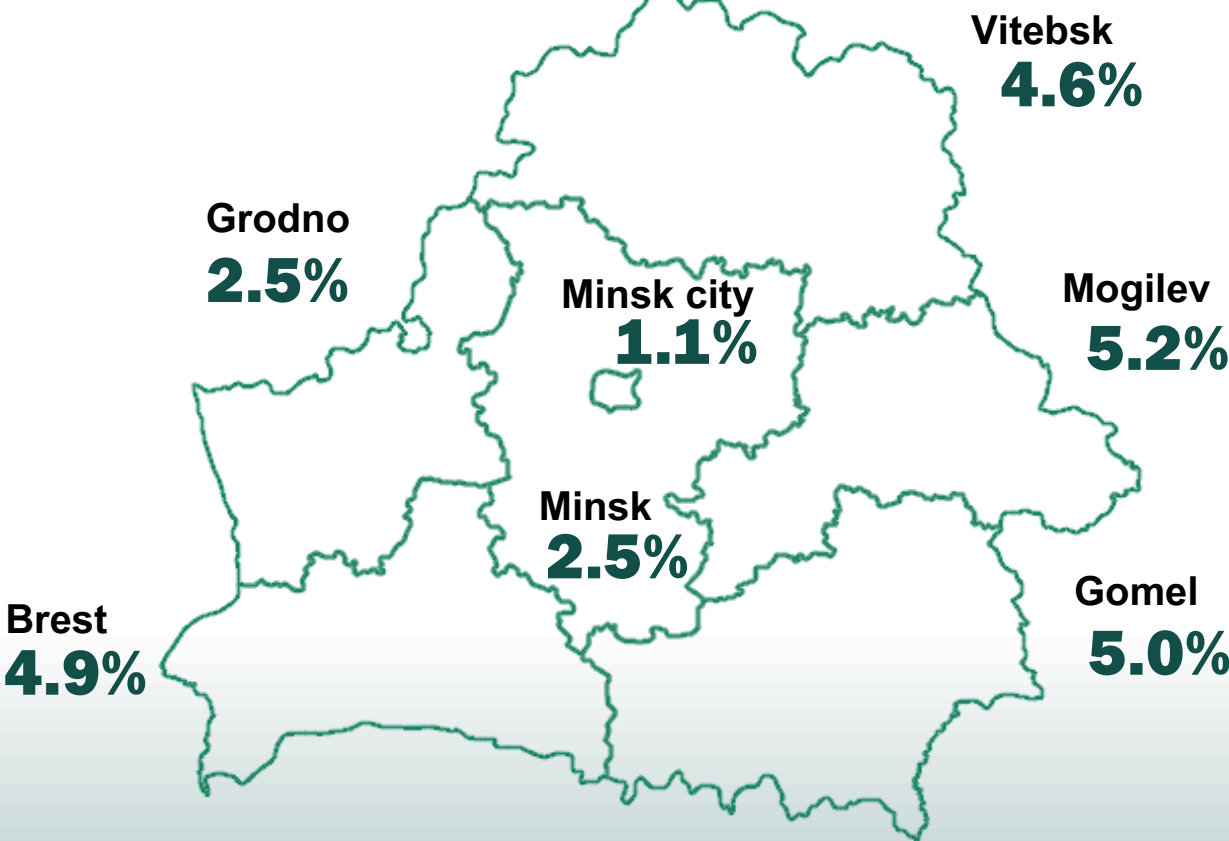 Vitebsk
4.6%
Grodno
2.5%
Minsk city
1.1%
Mogilev
5.2%
Minsk
2.5%
Brest
4.9%
Gomel
5.0%